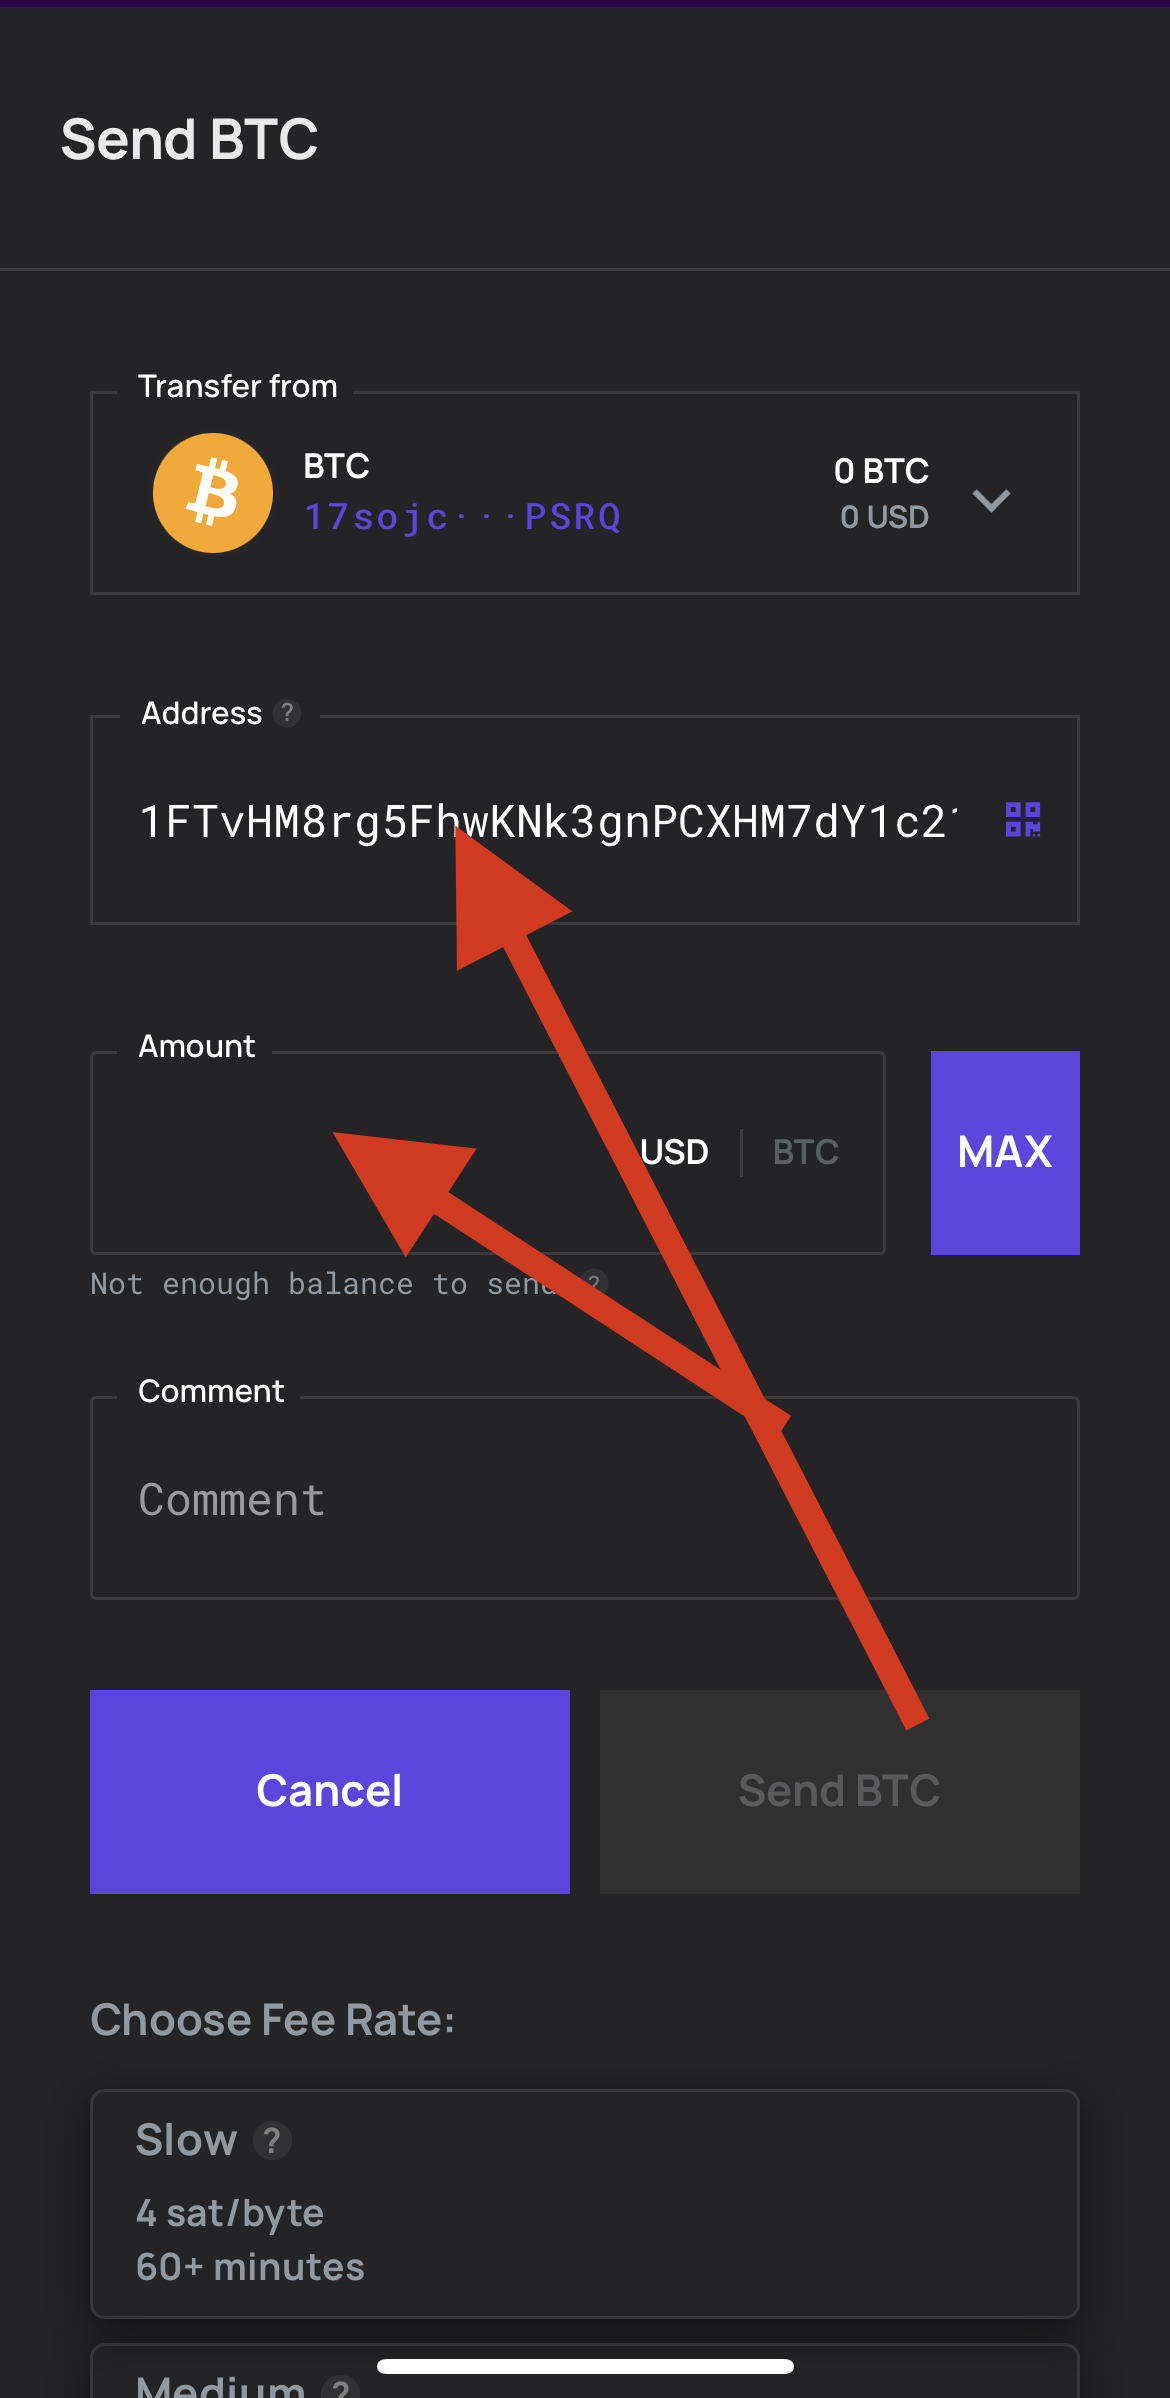 Send BTC
Transfer from
BTC
17sojc···PSRQ
0 BTC
0 USD
Address ?
1FTvHM8rg5FhwKNk3gnPCXHM7dY1c2
Amount
USD | BTC
MAX
Not enough balance to send ?
Comment
Comment
Cancel
Send BTC
Choose Fee Rate:
Slow ?
4 sat/byte
60+ minutes
Medium ?